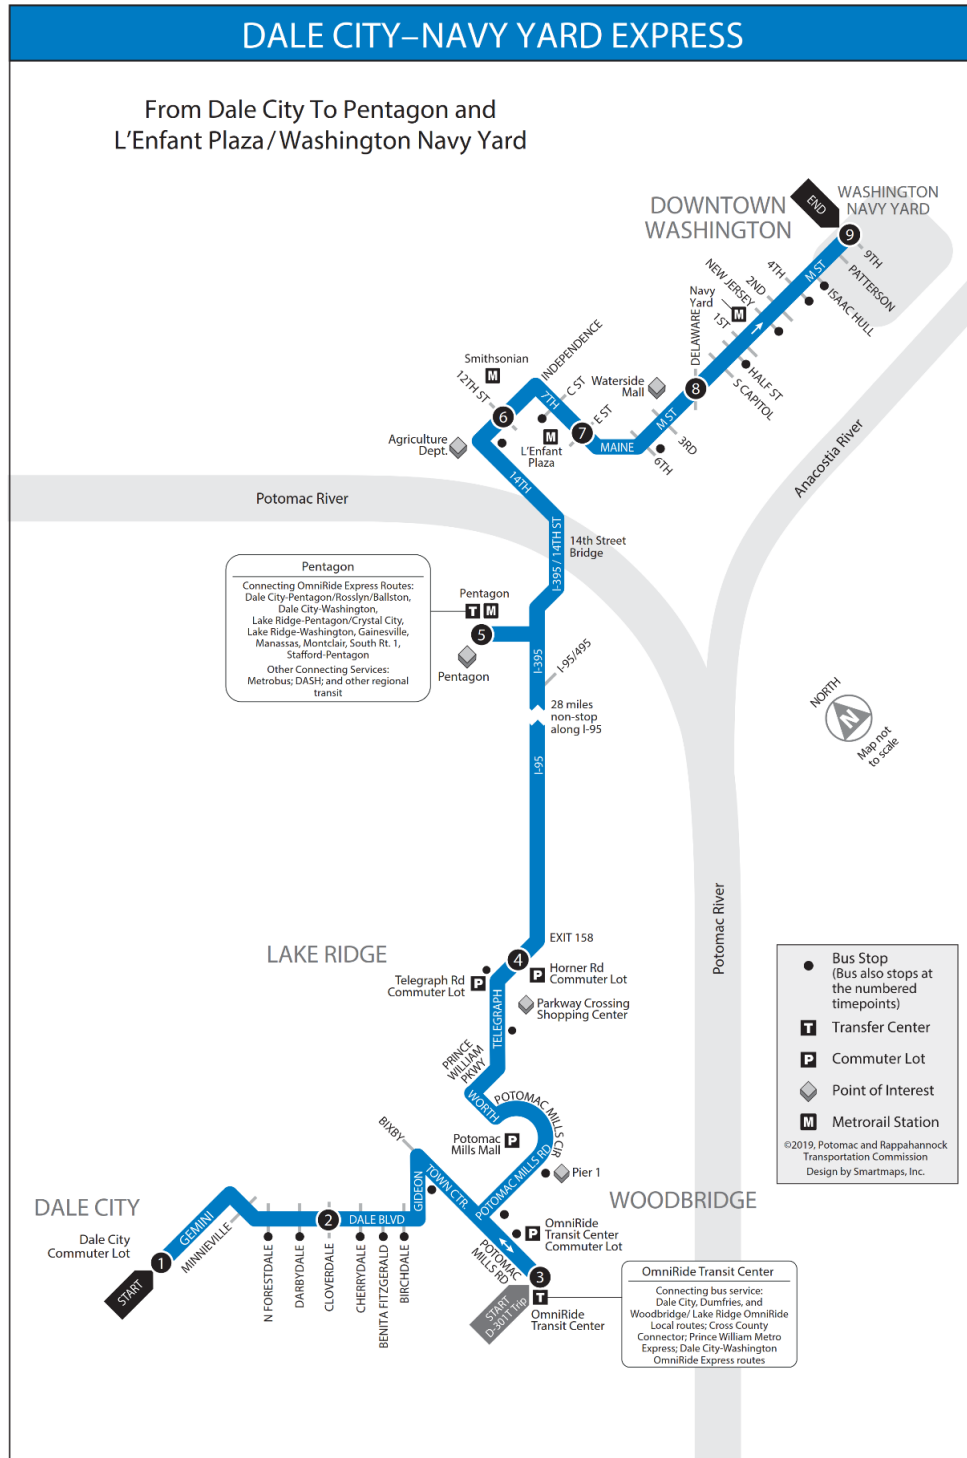 DALE CITY–NAVY YARD EXPRESS
From Dale City To Pentagon and
L'Enfant Plaza/Washington Navy Yard
DOWNTOWN
WASHINGTON
END
WASHINGTON
NAVY YARD
9
9TH
PATTERSON
ISAAC HULL
M ST
4TH
2ND
NEW JERSEY
Navy
Yard
M
1ST
DELAWARE
HALF ST
S CAPITOL
8
Waterside
Mall
M ST
3RD
6TH
MAINE
E ST
7
L'Enfant
Plaza
M
C ST
7TH
INDEPENDENCE
Smithsonian
M
12TH ST
6
Agriculture
Dept.
14TH
Potomac River
Anacostia River
14th Street
Bridge
I-395 / 14TH ST
Pentagon
Connecting OmniRide Express Routes:
Dale City-Pentagon/Rosslyn/Ballston,
Dale City-Washington,
Lake Ridge-Pentagon/Crystal City,
Lake Ridge-Washington, Gainesville,
Manassas, Montclair, South Rt. 1,
Stafford-Pentagon
Other Connecting Services:
Metrobus; DASH; and other regional
transit
Pentagon
T M
5
Pentagon
I-395
I-95/495
28 miles
non-stop
along I-95
I-95
NORTH
N
Map not
to scale
Potomac River
EXIT 158
LAKE RIDGE
4
Telegraph Rd
Commuter Lot
P
P
Horner Rd
Commuter Lot
Parkway Crossing
Shopping Center
TELEGRAPH
PRINCE
WILLIAM
PKWY
WORTH
POTOMAC MILLS CIR
Potomac
Mills Mall
P
POTOMAC MILLS RD
Pier 1
BIXBY
GIDEON
TOWN CTR.
WOODBRIDGE
P
OmniRide
Transit Center
Commuter Lot
POTOMAC
MILLS RD
3
T
OmniRide
Transit Center
START
D-301T Trip
OmniRide Transit Center
Connecting bus service:
Dale City, Dumfries, and
Woodbridge/ Lake Ridge OmniRide
Local routes; Cross County
Connector; Prince William Metro
Express; Dale City-Washington
OmniRide Express routes
DALE CITY
Dale City
Commuter Lot
1
START
GEMINI
MINNIEVILLE
2
DALE BLVD
N FORESTDALE
DARBYDALE
CLOVERDALE
CHERRYDALE
BENITA FITZGERALD
BIRCHDALE
Bus Stop
(Bus also stops at
the numbered
timepoints)
T Transfer Center
P Commuter Lot
Point of Interest
M Metrorail Station
©2019, Potomac and Rappahannock
Transportation Commission
Design by Smartmaps, Inc.